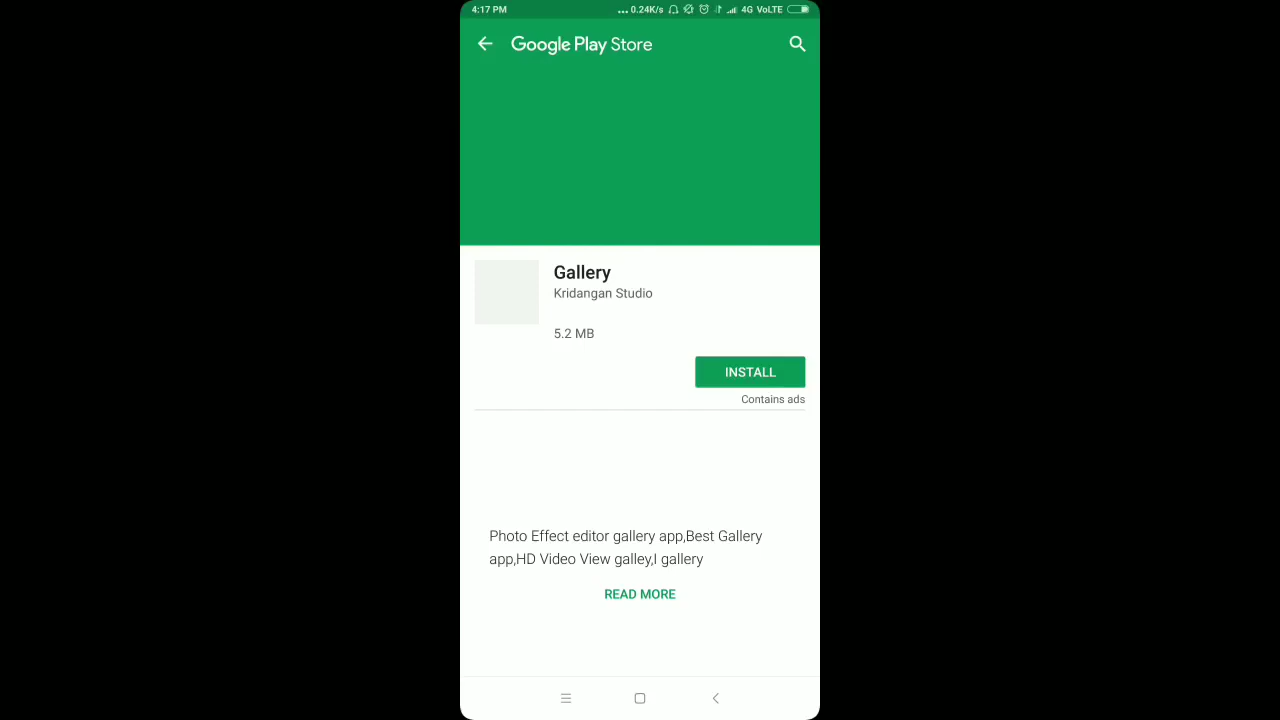 4:17 PM
... 0.24K/s 4G VoLTE
Google Play Store
Gallery
Kridangan Studio
5.2 MB
INSTALL
Contains ads
Photo Effect editor gallery app,Best Gallery
app,HD Video View galley,I gallery
READ MORE